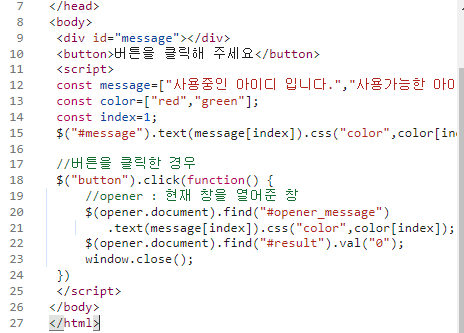 7 </head>
8 <body>
9 <div id="message"></div>
10 <button>버튼을 클릭해 주세요</button>
11 <script>
12 const message=["사용중인 아이디 입니다.","사용가능한 아이
13 const color=["red","green"];
14 const index=1;
15 $("#message").text(message[index]).css("color",color[ind
16
17 //버튼을 클릭한 경우
18 $("button").click(function() {
19 //opener : 현재 창을 열어준 창
20 $(opener.document).find("#opener_message")
21 .text(message[index]).css("color",color[index]);
22 $(opener.document).find("#result").val("0");
23 window.close();
24 })
25 </script>
26 </body>
27 </html>